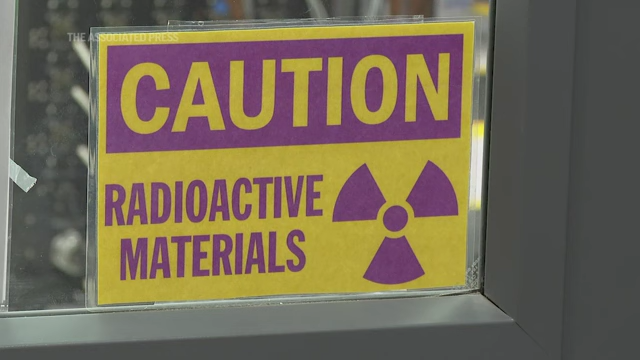 THE ASSOCIATED PRESS
CAUTION
RADIOACTIVE
MATERIALS